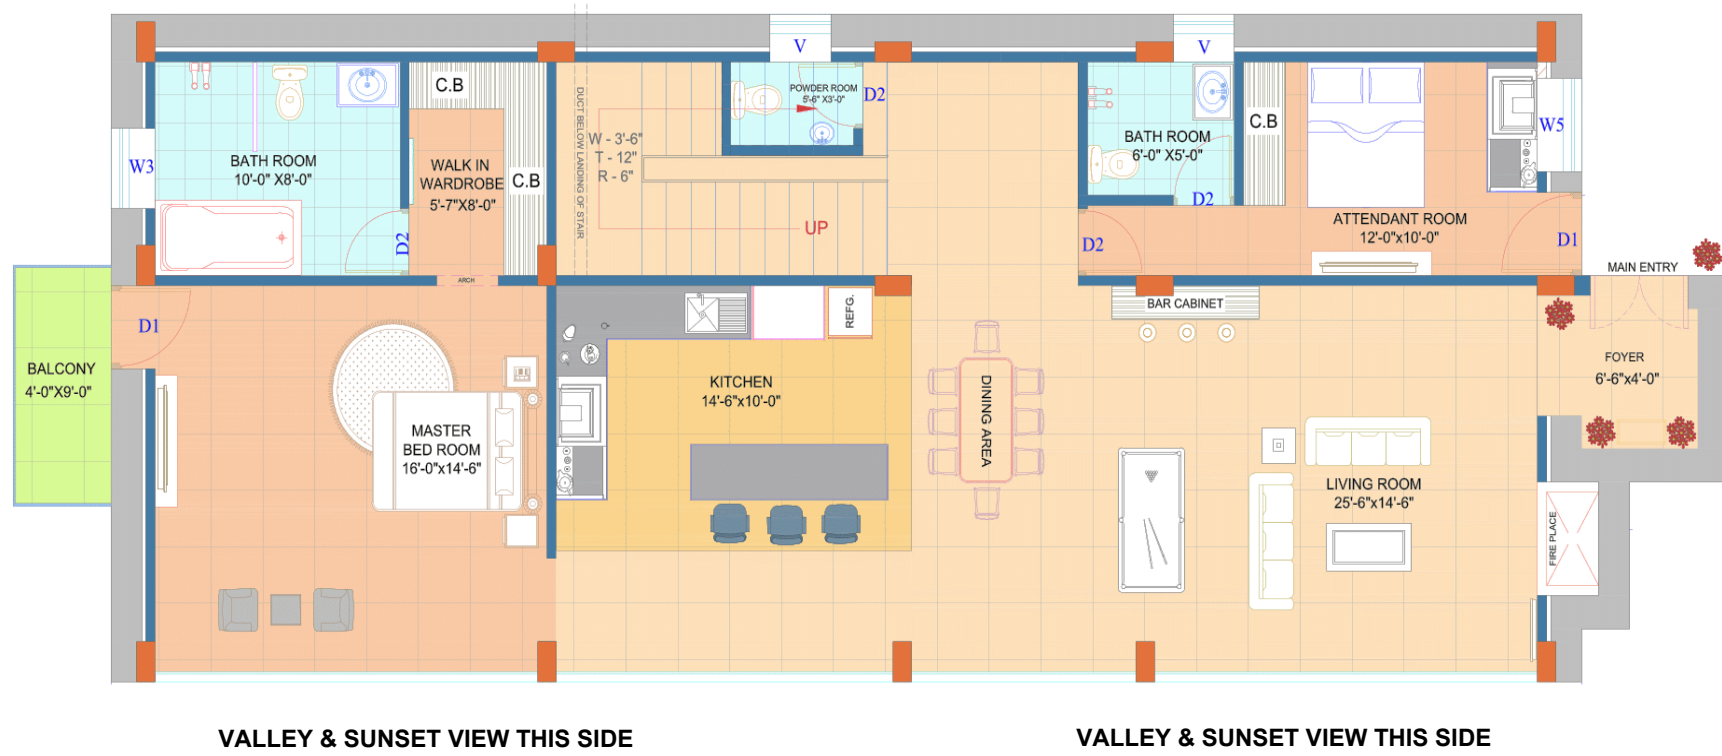 V
V
C.B
POWDER ROOM
5'-6" X3'-0"
D2
DUCT BELOW LANDING OF STAIR
W - 3'-6"
T - 12"
R - 6"
UP
W3
BATH ROOM
10'-0" X8'-0"
D2
WALK IN
WARDROBE
5'-7"X8'-0"
C.B
ARCH
BATH ROOM
6'-0" X5'-0"
D2
C.B
W5
ATTENDANT ROOM
12'-0"x10'-0"
D2
D1
MAIN ENTRY
D1
BALCONY
4'-0"X9'-0"
MASTER
BED ROOM
16'-0"x14'-6"
REFG.
KITCHEN
14'-6"x10'-0"
DINING AREA
BAR CABINET
FOYER
6'-6"x4'-0"
LIVING ROOM
25'-6"x14'-6"
FIRE PLACE
VALLEY & SUNSET VIEW THIS SIDE
VALLEY & SUNSET VIEW THIS SIDE